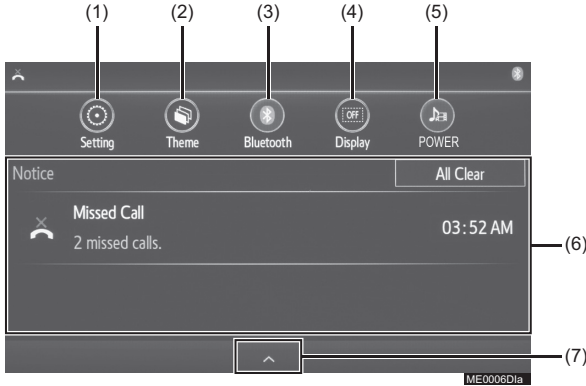 (1) (2) (3) (4) (5)
OFF
Setting Theme Bluetooth Display POWER
Notice All Clear
Missed Call
03:52 AM
2 missed calls.
(6)
(7)
ME0006DIa